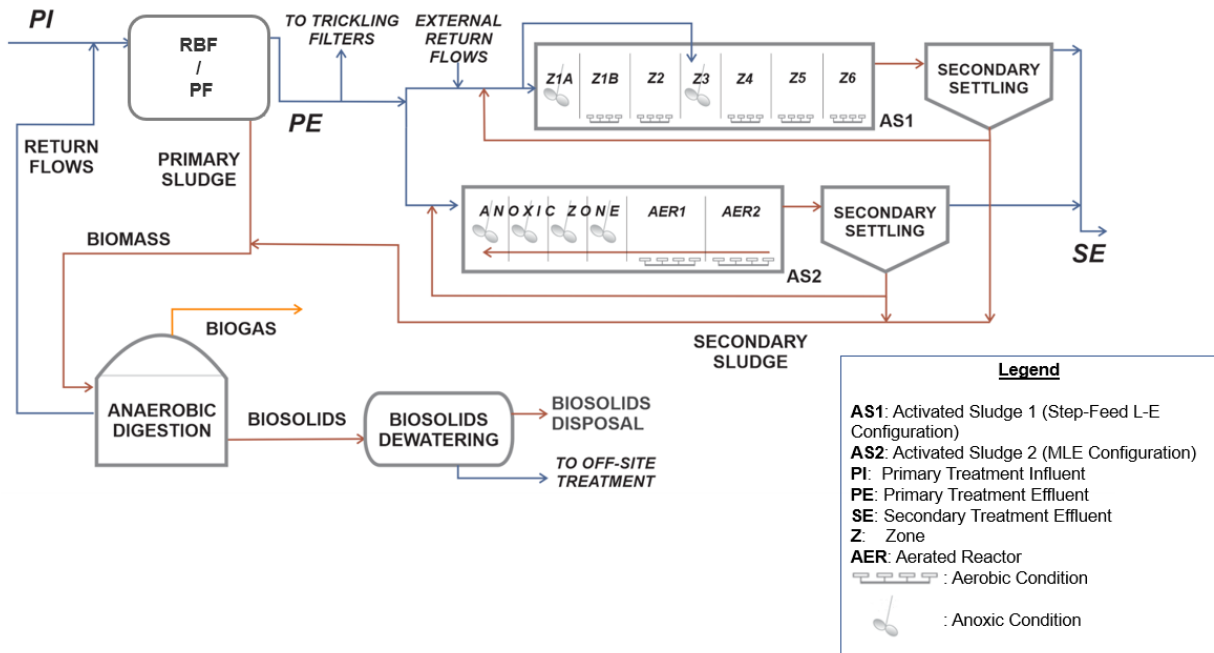 PI
RBF
/
PF
TO TRICKLING
FILTERS
EXTERNAL
RETURN
FLOWS
PE
Z1A
Z1B
Z2
Z3
Z4
Z5
Z6
AS1
SECONDARY
SETTLING
RETURN
FLOWS
PRIMARY
SLUDGE
ANOXIC ZONE
AER1
AER2
AS2
SECONDARY
SETTLING
SE
BIOMASS
BIOGAS
SECONDARY
SLUDGE
ANAEROBIC
DIGESTION
BIOSOLIDS
BIOSOLIDS
DEWATERING
BIOSOLIDS
DISPOSAL
TO OFF-SITE
TREATMENT
Legend
AS1: Activated Sludge 1 (Step-Feed L-E
Configuration)
AS2: Activated Sludge 2 (MLE Configuration)
PI: Primary Treatment Influent
PE: Primary Treatment Effluent
SE: Secondary Treatment Effluent
Z: Zone
AER: Aerated Reactor
: Aerobic Condition
: Anoxic Condition